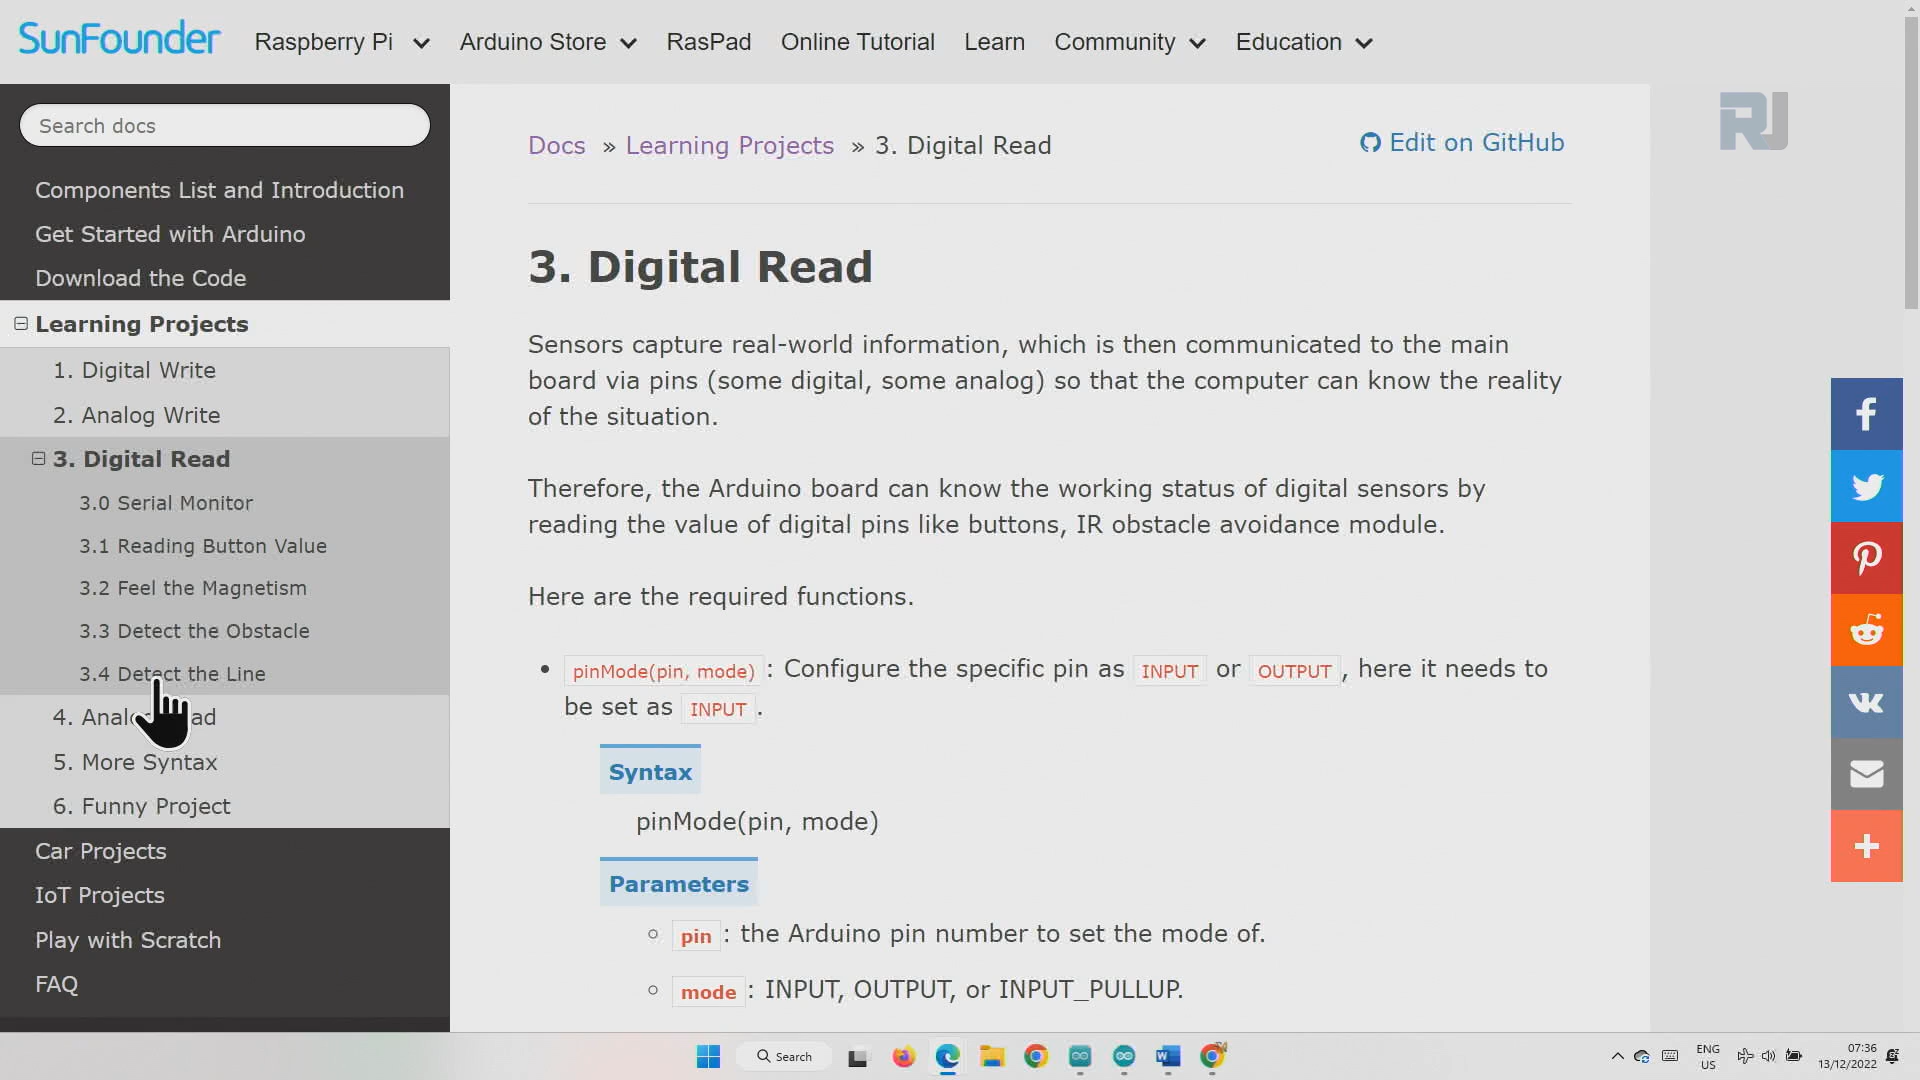 SunFounder Raspberry Pi Arduino Store RasPad Online Tutorial Learn Community Education
Search docs
Components List and Introduction
Get Started with Arduino
Download the Code
Learning Projects
1. Digital Write
2. Analog Write
3. Digital Read
3.0 Serial Monitor
3.1 Reading Button Value
3.2 Feel the Magnetism
3.3 Detect the Obstacle
3.4 Detect the Line
4.
5. More Syntax
6. Funny Project
Car Projects
IoT Projects
Play with Scratch
FAQ
Docs » Learning Projects » 3. Digital Read
Edit on GitHub
RJ
3. Digital Read
Sensors capture real-world information, which is then communicated to the main
board via pins (some digital, some analog) so that the computer can know the reality
of the situation.
Therefore, the Arduino board can know the working status of digital sensors by
reading the value of digital pins like buttons, IR obstacle avoidance module.
Here are the required functions.
• pinMode(pin, mode) : Configure the specific pin as INPUT or OUTPUT , here it needs to
be set as INPUT .
Syntax
pinMode(pin, mode)
Parameters
pin : the Arduino pin number to set the mode of.
mode : INPUT, OUTPUT, or INPUT_PULLUP.
Search
ENG
US
07:36
13/12/2022